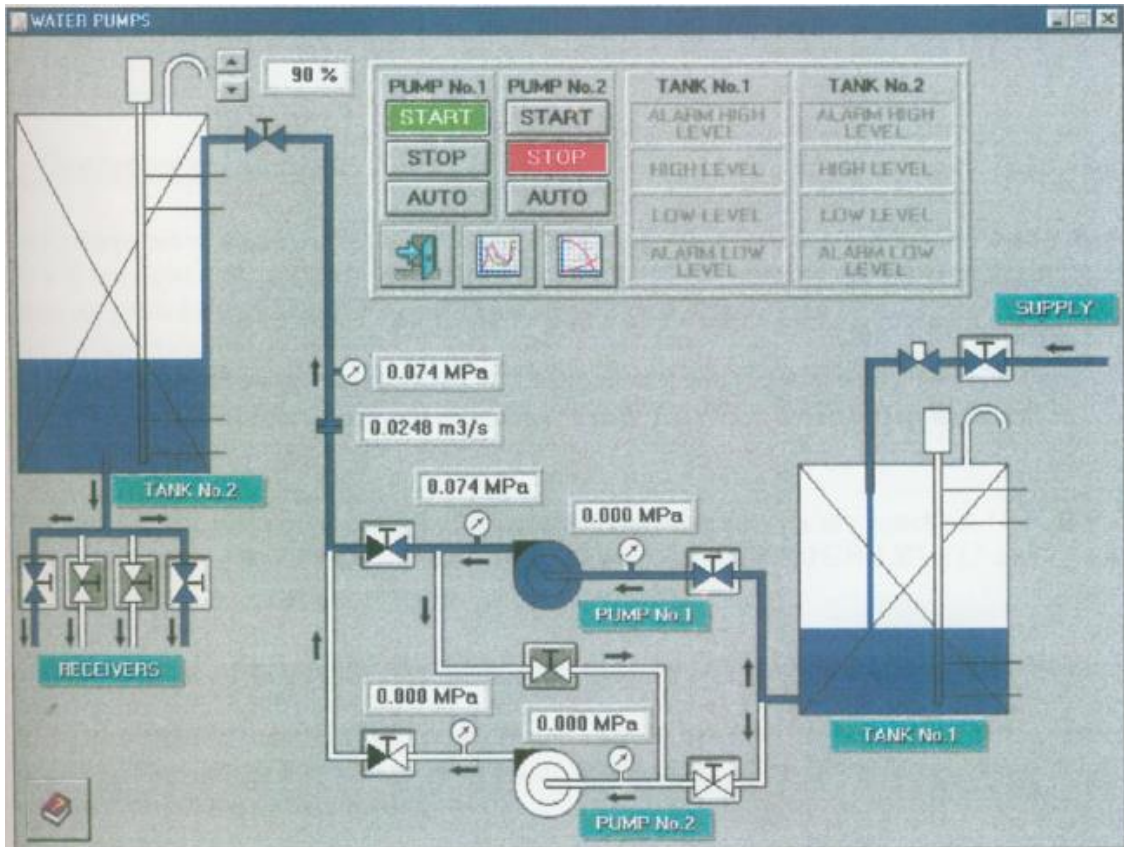 WATER PUMPS
90 %
PUMP No.1
PUMP No.2
TANK No.1
TANK No.2
START
START
ALARM HIGH
LEVEL
ALARM HIGH
LEVEL
STOP
STOP
HIGH LEVEL
HIGH LEVEL
AUTO
AUTO
LOW LEVEL
LOW LEVEL
ALARM LOW
LEVEL
ALARM LOW
LEVEL
SUPPLY
0.074 MPa
0.0248 m3/s
TANK No.2
0.074 MPa
0.000 MPa
PUMP No.1
RECEIVERS
0.000 MPa
0.000 MPa
TANK No.1
PUMP No.2